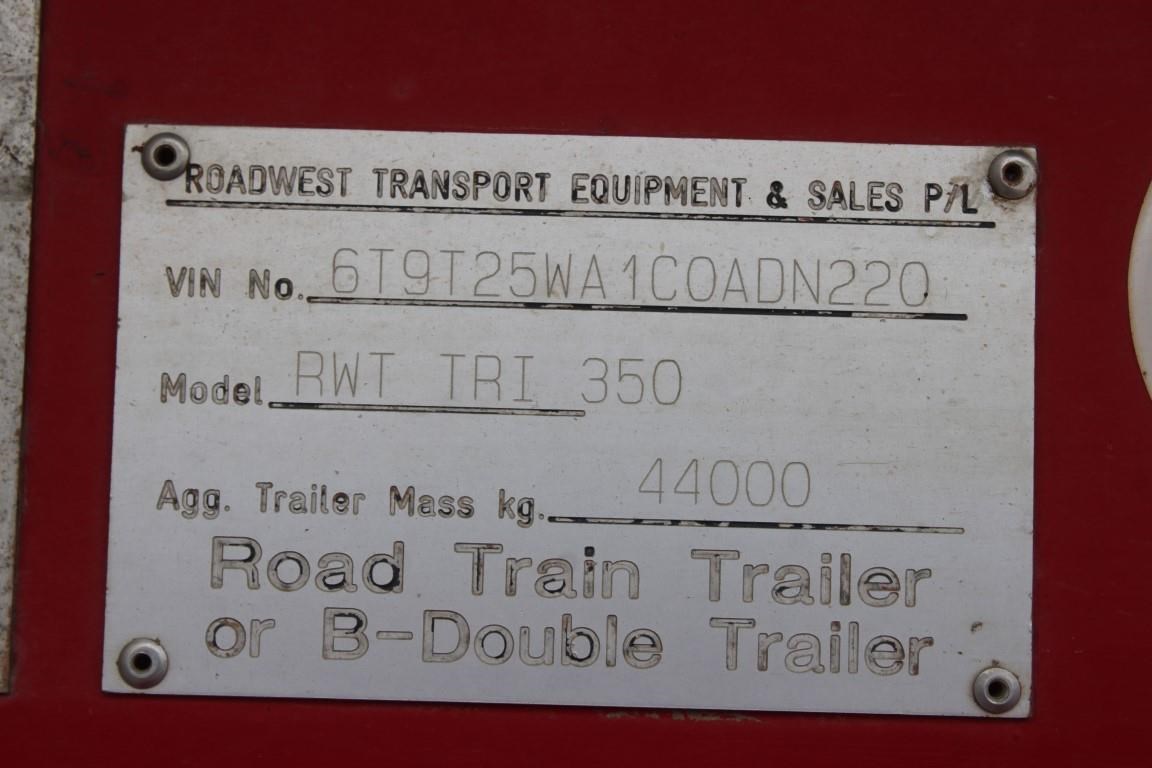 ROADWEST TRANSPORT EQUIPMENT & SALES P/L
VIN No. 6T9T25WA1C0ADN220
Model RWT TRI 350
Agg. Trailer Mass kg. 44000
Road Train Trailer
or B-Double Trailer